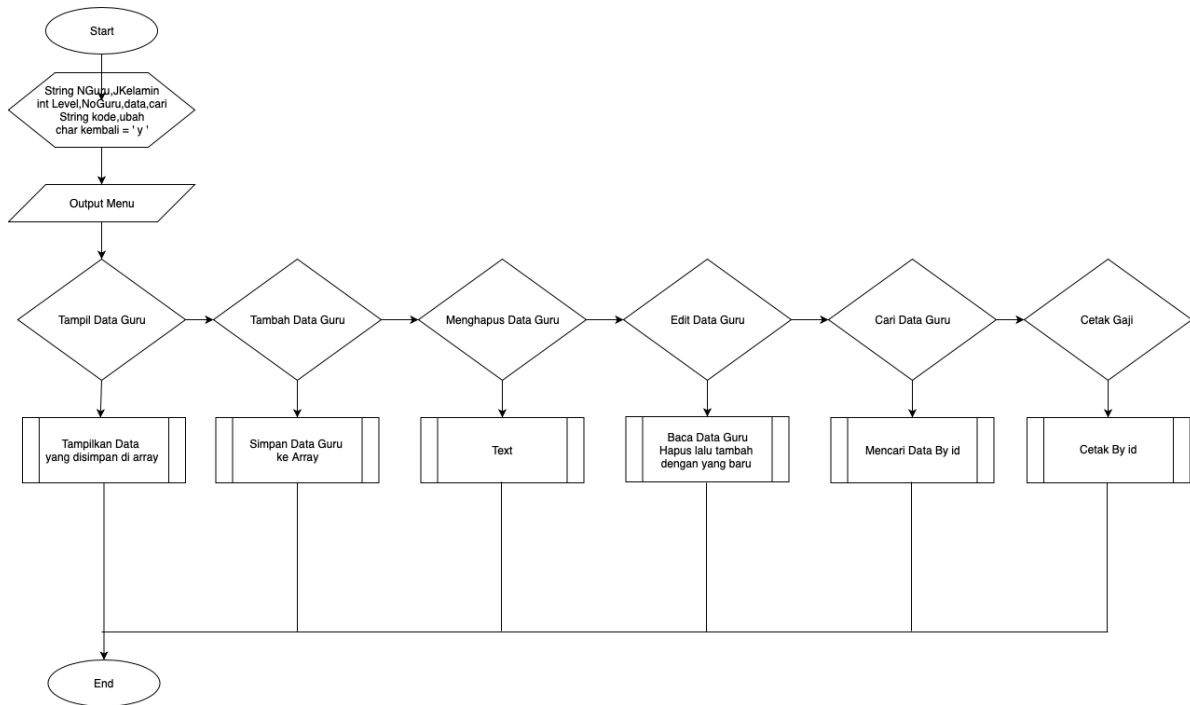 Start
String NGuru,JKelamin
int Level,NoGuru,data,cari
String kode,ubah
char kembali = ' y '
Output Menu
Tampil Data Guru
Tambah Data Guru
Menghapus Data Guru
Edit Data Guru
Cari Data Guru
Cetak Gaji
Tampilkan Data
yang disimpan di array
Simpan Data Guru
ke Array
Text
Baca Data Guru
Hapus lalu tambah
dengan yang baru
Mencari Data By id
Cetak By id
End